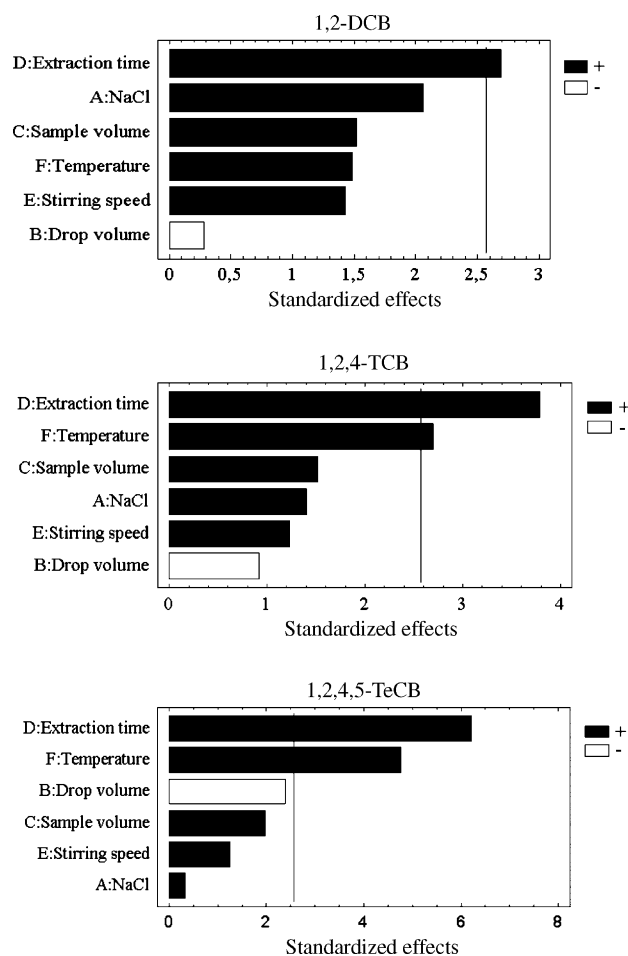 1,2-DCB
D:Extraction time
+
A:NaCl
-
C:Sample volume
F:Temperature
E:Stirring speed
B:Drop volume
0 0,5 1 1,5 2 2,5 3
Standardized effects
1,2,4-TCB
D:Extraction time
+
F:Temperature
-
C:Sample volume
A:NaCl
E:Stirring speed
B:Drop volume
0 1 2 3 4
Standardized effects
1,2,4,5-TeCB
D:Extraction time
+
F:Temperature
-
B:Drop volume
C:Sample volume
E:Stirring speed
A:NaCl
0 2 4 6 8
Standardized effects